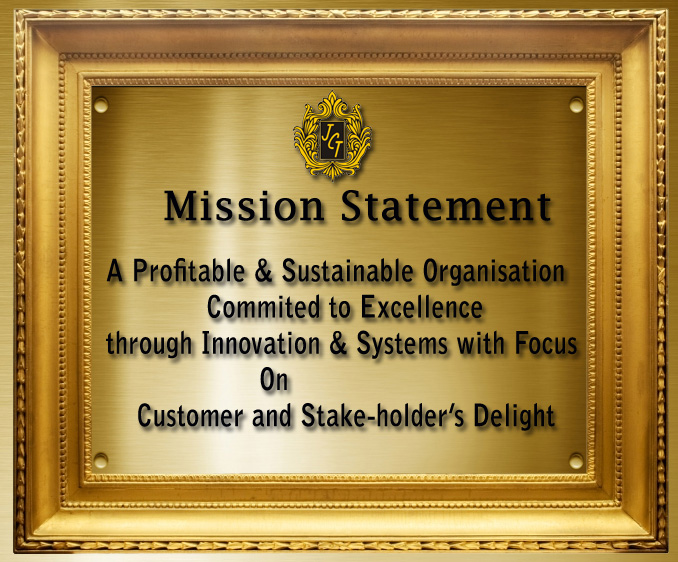 JCT
Mission Statement
A Profitable & Sustainable Organisation
Commited to Excellence
through Innovation & Systems with Focus
On
Customer and Stake-holder's Delight